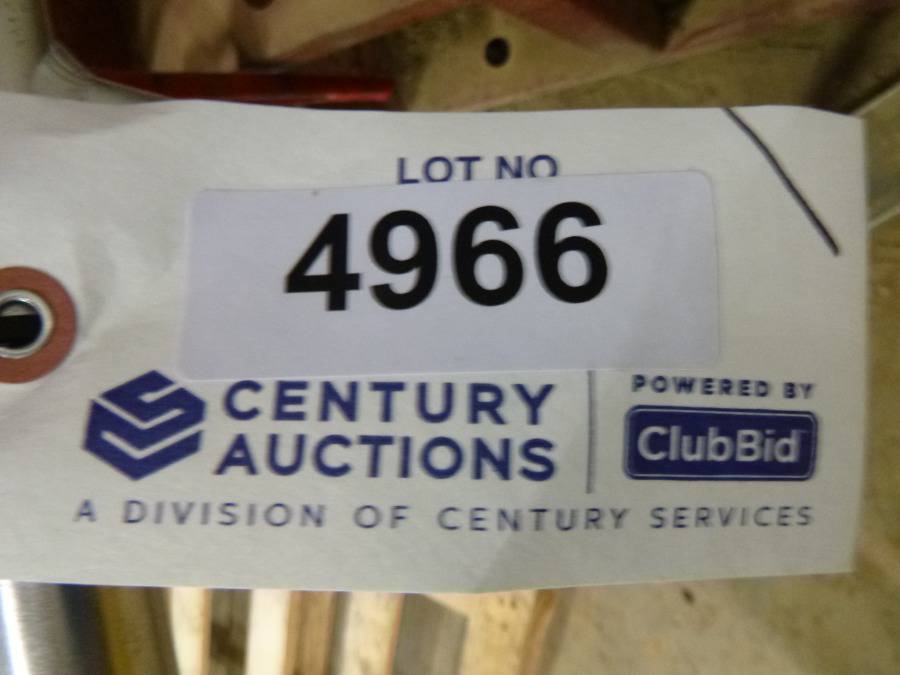 LOT NO
4966
CENTURY
AUCTIONS
POWERED BY
ClubBid
A DIVISION OF CENTURY SERVICES